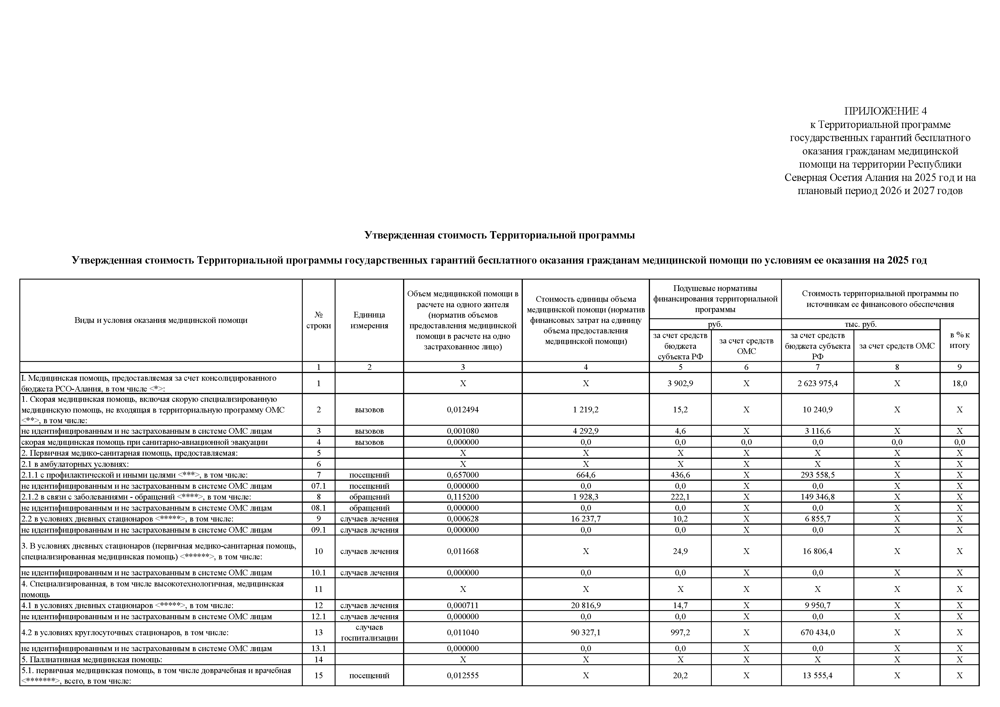 ПРИЛОЖЕНИЕ 4
к Территориальной программе
государственных гарантий бесплатного
оказания гражданам медицинской
помощи на территории Республики
Северная Осетия Алания на 2025 год и на
плановый период 2026 и 2027 годов
Утвержденная стоимость Территориальной программы
Утвержденная стоимость Территориальной программы государственных гарантий бесплатного оказания гражданам медицинской помощи по условиям ее оказания на 2025 год
Виды и условия оказания медицинской помощи
№
строки
Единица
измерения
Объем медицинской помощи в
расчете на одного жителя
(норматив объемов
предоставления медицинской
помощи в расчете на одно
застрахованное лицо)
Стоимость единицы объема
медицинской помощи (норматив
финансовых затрат на единицу
объема предоставления
медицинской помощи)
Подушевые нормативы
финансирования территориальной
программы
Стоимость территориальной программы по
источникам ее финансового обеспечения
руб.
тыс. руб.
в % к
итогу
за счет средств
бюджета
субъекта РФ
за счет средств
ОМС
за счет средств
бюджета субъекта
РФ
за счет средств ОМС
1 2 3 4 5 6 7 8 9
I. Медицинская помощь, предоставляемая за счет консолидированного
бюджета РСО-Алания, в том числе <*>:
1 X X 3 902,9 X 2 623 975,4 X 18,0
1. Скорая медицинская помощь, включая скорую специализированную
медицинскую помощь, не входящая в территориальную программу ОМС
<**>, в том числе:
2 вызовов 0,012494 1 219,2 15,2 X 10 240,9 X X
не идентифицированным и не застрахованным в системе ОМС лицам 3 вызовов 0,001080 4 292,9 4,6 X 3 116,6 X X
скорая медицинская помощь при санитарно-авиационной эвакуации 4 вызовов 0,000000 0,0 0,0 0,0 0,0 0,0 0,0
2. Первичная медико-санитарная помощь, предоставляемая: 5 X X X X X X X
2.1 в амбулаторных условиях: 6 X X X X X X X
2.1.1 с профилактической и иными целями <***>, в том числе: 7 посещений 0,657000 664,6 436,6 X 293 558,5 X X
не идентифицированным и не застрахованным в системе ОМС лицам 07.1 посещений 0,000000 0,0 0,0 X 0,0 X X
2.1.2 в связи с заболеваниями - обращений <****>, в том числе: 8 обращений 0,115200 1 928,3 222,1 X 149 346,8 X X
не идентифицированным и не застрахованным в системе ОМС лицам 08.1 обращений 0,000000 0,0 0,0 X 0,0 X X
2.2 в условиях дневных стационаров <*****>, в том числе: 9 случаев лечения 0,000628 16 237,7 10,2 X 6 855,7 X X
не идентифицированным и не застрахованным в системе ОМС лицам 09.1 случаев лечения 0,000000 0,0 0,0 X 0,0 X X
3. В условиях дневных стационаров (первичная медико-санитарная помощь,
специализированная медицинская помощь) <******>, в том числе:
10 случаев лечения 0,011668 X 24,9 X 16 806,4 X X
не идентифицированным и не застрахованным в системе ОМС лицам 10.1 случаев лечения 0,000000 0,0 0,0 X 0,0 X X
4. Специализированная, в том числе высокотехнологичная, медицинская
помощь
11 X X X X X X X
4.1 в условиях дневных стационаров <*****>, в том числе: 12 случаев лечения 0,000711 20 816,9 14,7 X 9 950,7 X X
не идентифицированным и не застрахованным в системе ОМС лицам 12.1 случаев лечения 0,000000 0,0 0,0 X 0,0 X X
4.2 в условиях круглосуточных стационаров, в том числе: 13
случаев
госпитализации
0,011040 90 327,1 997,2 X 670 434,0 X X
не идентифицированным и не застрахованным в системе ОМС лицам 13.1 0,000000 0,0 0,0 X 0,0 X X
5. Паллиативная медицинская помощь: 14 X X X X X X X
5.1. первичная медицинская помощь, в том числе доврачебная и врачебная
<*******>, всего, в том числе:
15 посещений 0,012555 X 20,2 X 13 555,4 X X